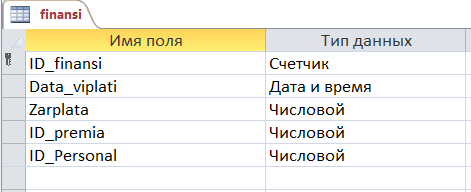 finansi
Имя поля Тип данных
ID_finansi Счетчик
Data_viplati Дата и время
Zarplata Числовой
ID_premia Числовой
ID_Personal Числовой